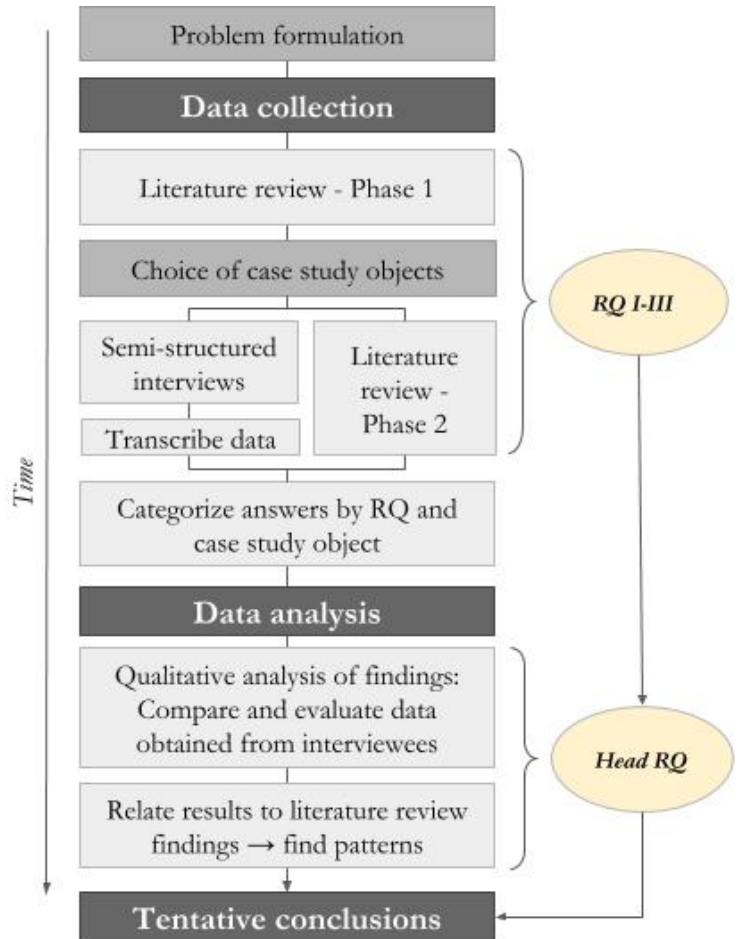 Problem formulation
Data collection
Literature review - Phase 1
Choice of case study objects
RQ I-III
Semi-structured
interviews
Transcribe data
Literature
review -
Phase 2
Time
Categorize answers by RQ and
case study object
Data analysis
Qualitative analysis of findings:
Compare and evaluate data
obtained from interviewees
Head RQ
Relate results to literature review
findings → find patterns
Tentative conclusions